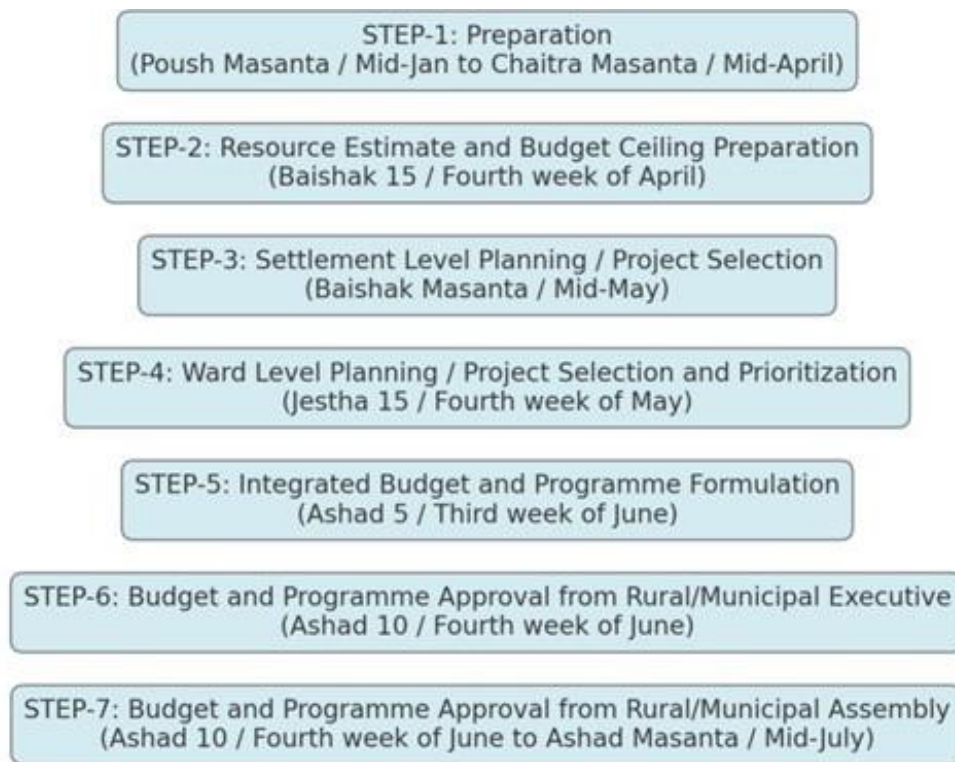 STEP-1: Preparation
(Poush Masanta / Mid-Jan to Chaitra Masanta / Mid-April)
STEP-2: Resource Estimate and Budget Ceiling Preparation
(Baishak 15 / Fourth week of April)
STEP-3: Settlement Level Planning / Project Selection
(Baishak Masanta / Mid-May)
STEP-4: Ward Level Planning / Project Selection and Prioritization
(Jestha 15 / Fourth week of May)
STEP-5: Integrated Budget and Programme Formulation
(Ashad 5 / Third week of June)
STEP-6: Budget and Programme Approval from Rural/Municipal Executive
(Ashad 10 / Fourth week of June)
STEP-7: Budget and Programme Approval from Rural/Municipal Assembly
(Ashad 10 / Fourth week of June to Ashad Masanta / Mid-July)